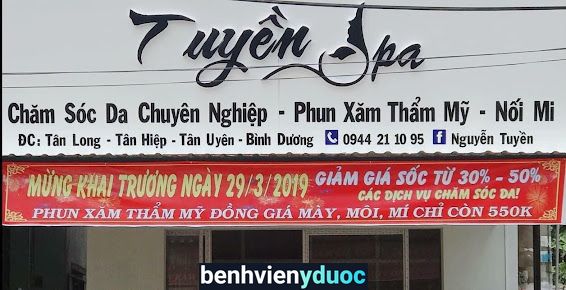 Tuyền Spa
Chăm Sóc Da Chuyên Nghiệp - Phun Xăm Thẩm Mỹ - Nối Mi
ĐC: Tân Long - Tân Hiệp - Tân Uyên - Bình Dương 0944 21 10 95 Nguyễn Tuyền
MỪNG KHAI TRƯƠNG NGÀY 29/3/2019 GIẢM GIÁ SỐC TỪ 30% - 50%
CÁC DỊCH VỤ CHĂM SÓC DA!
PHUN XĂM THẨM MỸ ĐỒNG GIÁ MÀY, MÔI, MÍ CHỈ CÒN 550K
benhvienyduoc